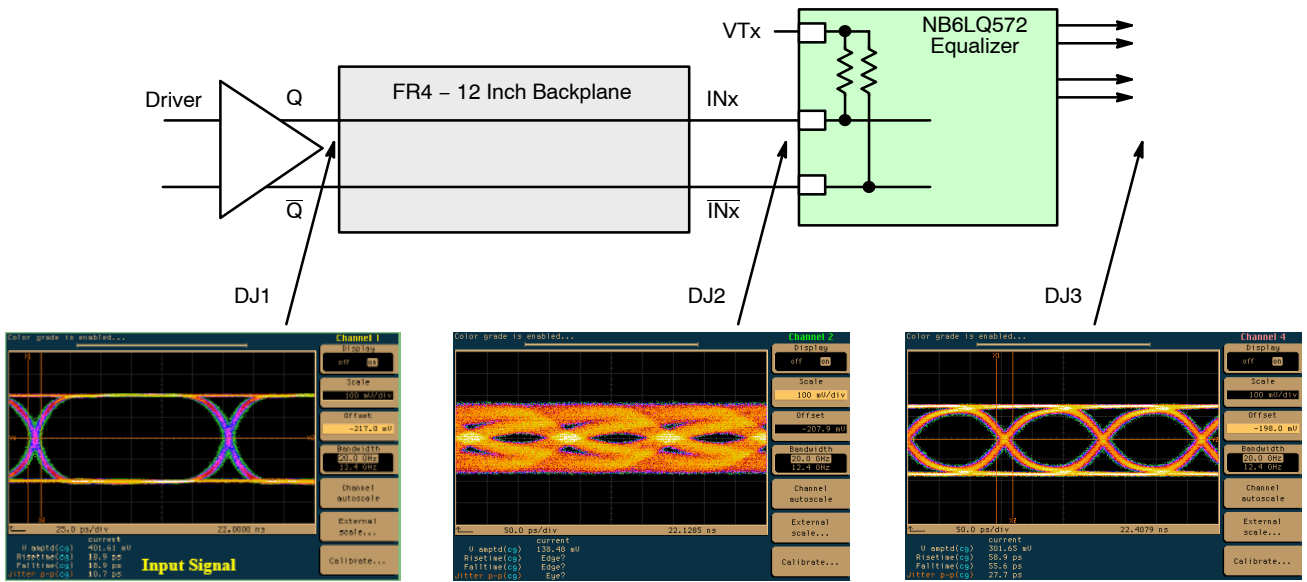 VTx
NB6LQ572
Equalizer
Driver
Q
FR4 − 12 Inch Backplane
INx
Q
INx
DJ1
DJ2
DJ3
Color grade is enabled...
Channel 1
Display
off on
Scale
100 mV/div
Offset
-217.0 mV
Bandwidth
20.0 GHz
12.4 GHz
Channel
autoscale
External
scale...
Calibrate...
25.0 ps/div
22.0000 ns
current
V amptd(cg) 401.61 mV
Risetime(cg) 18.9 ps
Falltime(cg) 18.9 ps
Jitter p-p(cg) 10.7 ps
Input Signal
Color grade is enabled...
Channel 2
Display
off on
Scale
100 mV/div
Offset
-207.9 mV
Bandwidth
20.0 GHz
12.4 GHz
Channel
autoscale
External
scale...
Calibrate...
50.0 ps/div
22.1285 ns
current
V amptd(cg) 138.48 mV
Risetime(cg) Edge?
Falltime(cg) Edge?
Jitter p-p(cg) Eye?
Color grade is enabled...
Channel 4
Display
off on
Scale
100 mV/div
Offset
-198.0 mV
Bandwidth
20.0 GHz
12.4 GHz
Channel
autoscale
External
scale...
Calibrate...
X1
X2
50.0 ps/div
22.4079 ns
current
V amptd(cg) 301.65 mV
Risetime(cg) 58.9 ps
Falltime(cg) 55.6 ps
Jitter p-p(cg) 27.7 ps